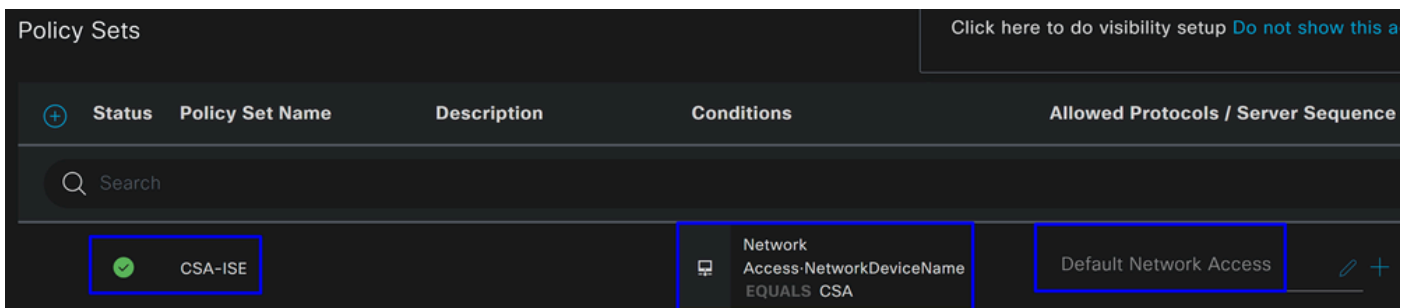 Policy Sets
Click here to do visibility setup Do not show this a
Status Policy Set Name Description Conditions Allowed Protocols / Server Sequence
Search
CSA-ISE
Network
Access·NetworkDeviceName
EQUALS CSA
Default Network Access